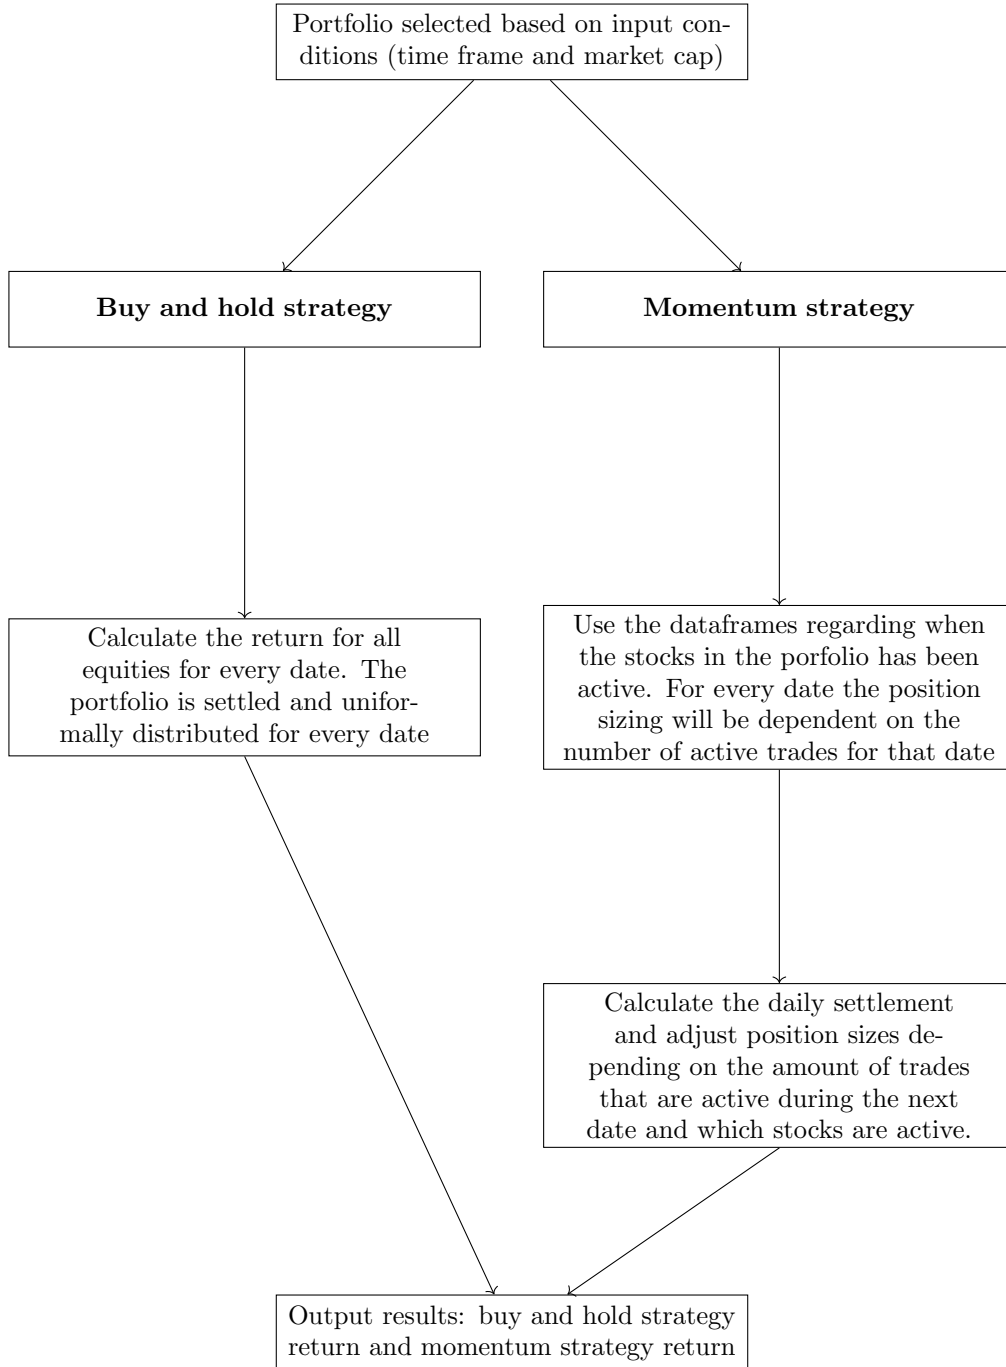 Portfolio selected based on input con-
ditions (time frame and market cap)
Buy and hold strategy
Momentum strategy
Calculate the return for all
equities for every date. The
portfolio is settled and unifor-
mally distributed for every date
Use the dataframes regarding when
the stocks in the porfolio has been
active. For every date the position
sizing will be dependent on the
number of active trades for that date
Calculate the daily settlement
and adjust position sizes de-
pending on the amount of trades
that are active during the next
date and which stocks are active.
Output results: buy and hold strategy
return and momentum strategy return